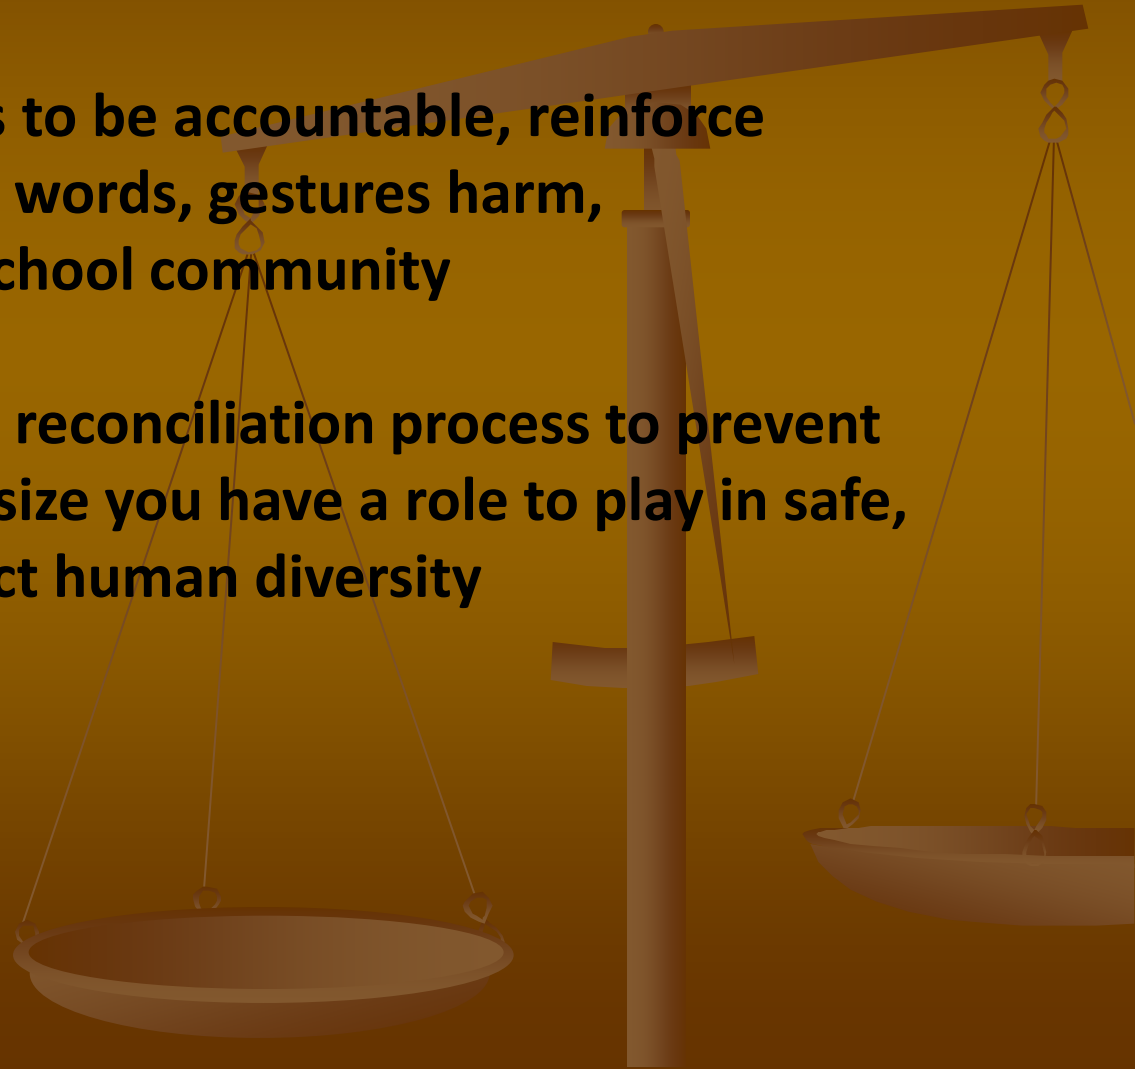 s to be accountable, reinforce
words, gestures harm,
chool community
reconciliation process to prevent
size you have a role to play in safe,
ct human diversity